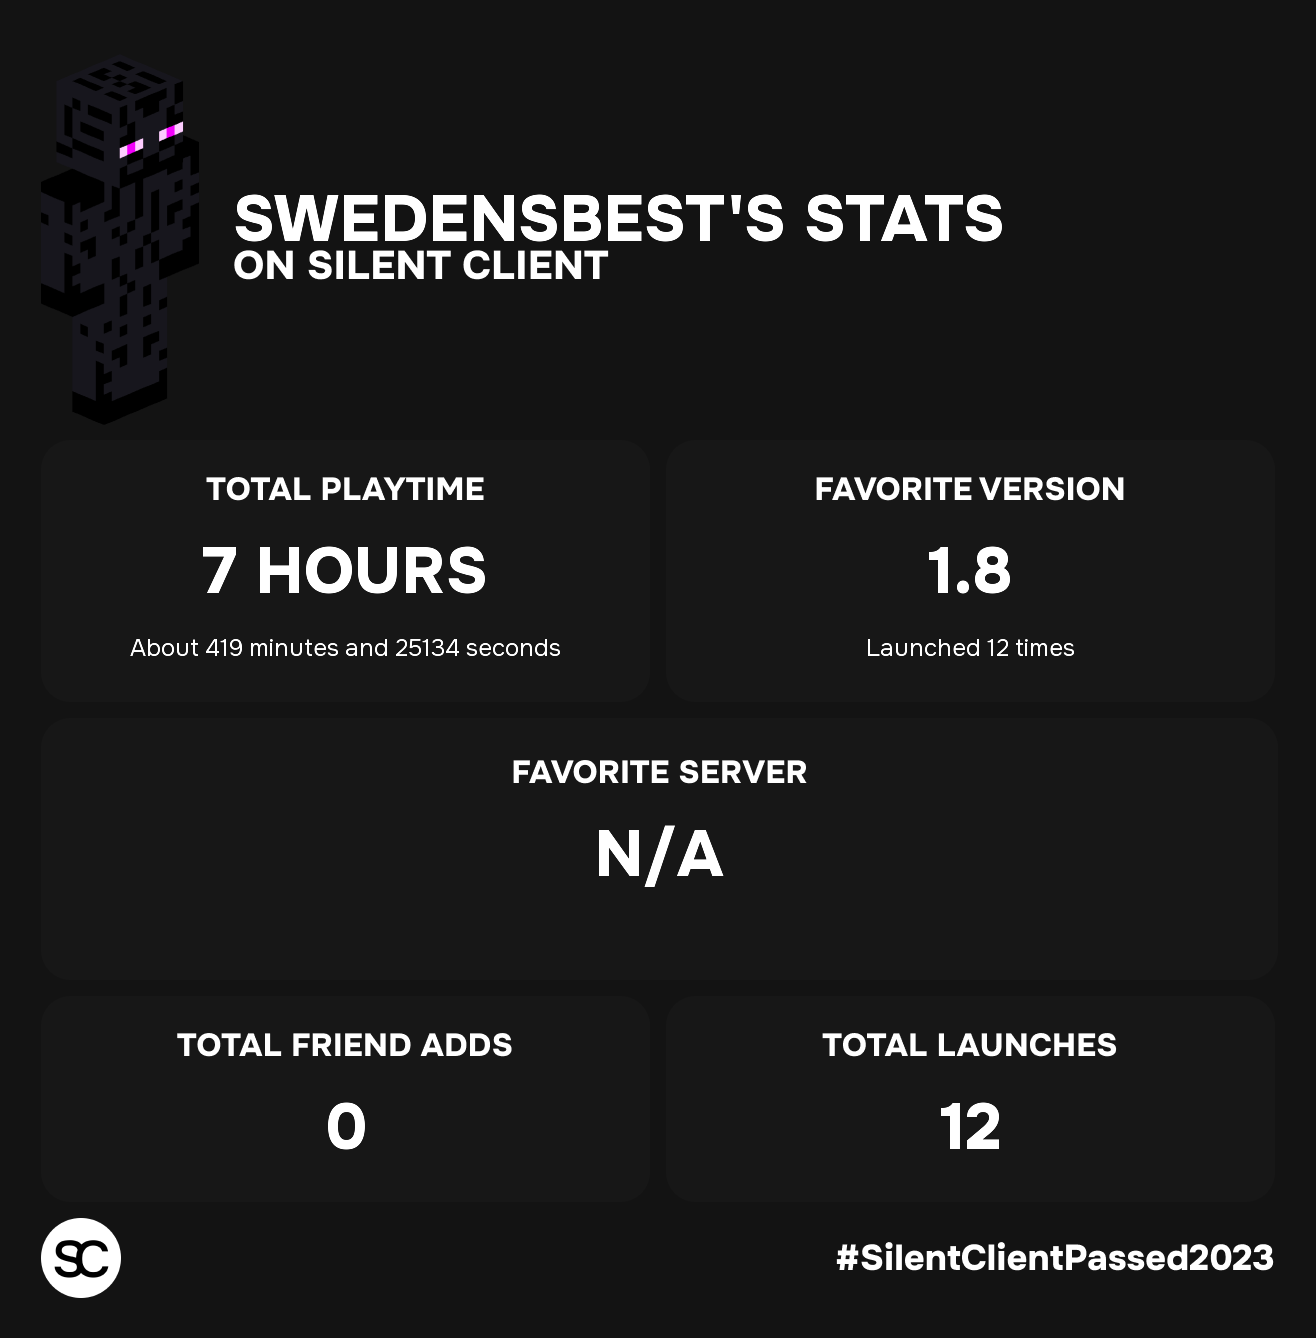 SWEDENSBEST'S STATS
ON SILENT CLIENT
TOTAL PLAYTIME
7 HOURS
About 419 minutes and 25134 seconds
FAVORITE VERSION
1.8
Launched 12 times
FAVORITE SERVER
N/A
TOTAL FRIEND ADDS
0
TOTAL LAUNCHES
12
SC
#SilentClientPassed2023